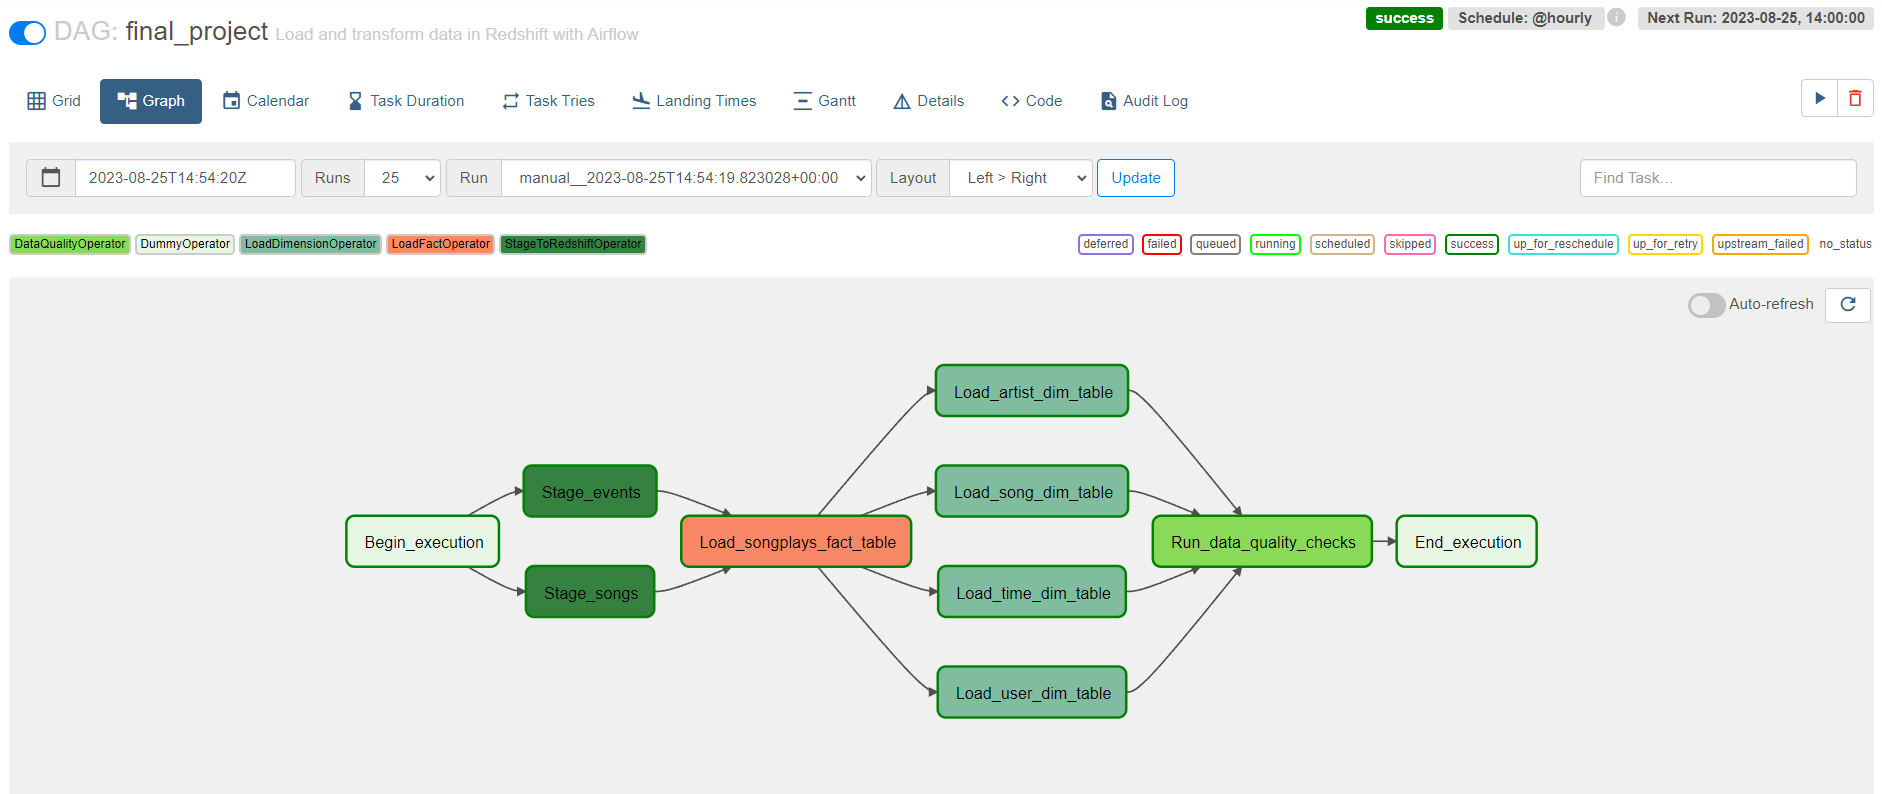 DAG: final_project Load and transform data in Redshift with Airflow
success Schedule: @hourly i Next Run: 2023-08-25, 14:00:00
Grid Graph Calendar Task Duration Task Tries Landing Times Gantt Details Code Audit Log
2023-08-25T14:54:20Z Runs 25 Run manual__2023-08-25T14:54:19.823028+00:00 Layout Left > Right Update Find Task...
DataQualityOperator DummyOperator LoadDimensionOperator LoadFactOperator StageToRedshiftOperator
deferred failed queued running scheduled skipped success up_for_reschedule up_for_retry upstream_failed no_status
Auto-refresh
Load_artist_dim_table
Stage_events Load_song_dim_table
Begin_execution Load_songplays_fact_table Run_data_quality_checks End_execution
Stage_songs Load_time_dim_table
Load_user_dim_table